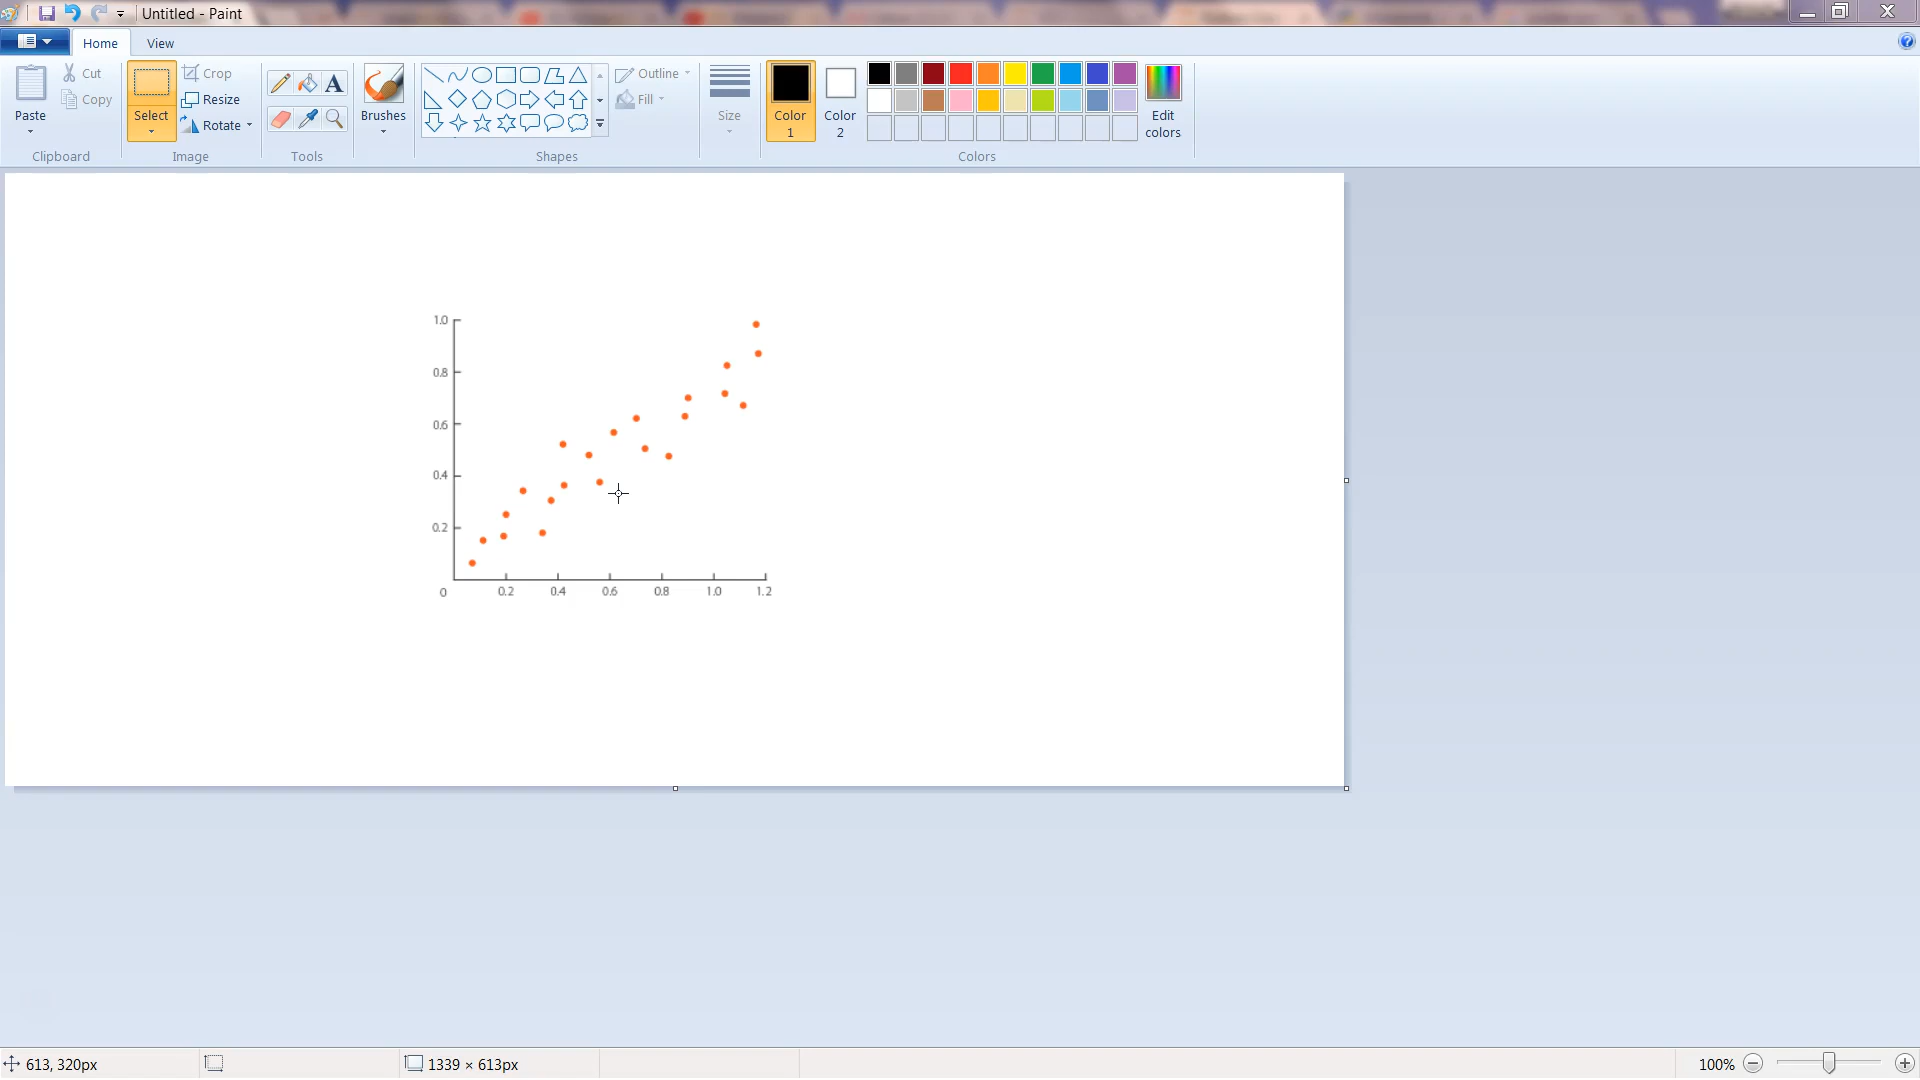 Untitled - Paint
Home View
Paste
Cut
Copy
Clipboard
Select
Crop
Resize
Rotate
Image
Tools
Brushes
Shapes
Outline
Fill
Size
Color 1
Color 2
Edit colors
Colors
1.0
0.8
0.6
0.4
0.2
0 0.2 0.4 0.6 0.8 1.0 1.2
613, 320px 1339 × 613px 100%